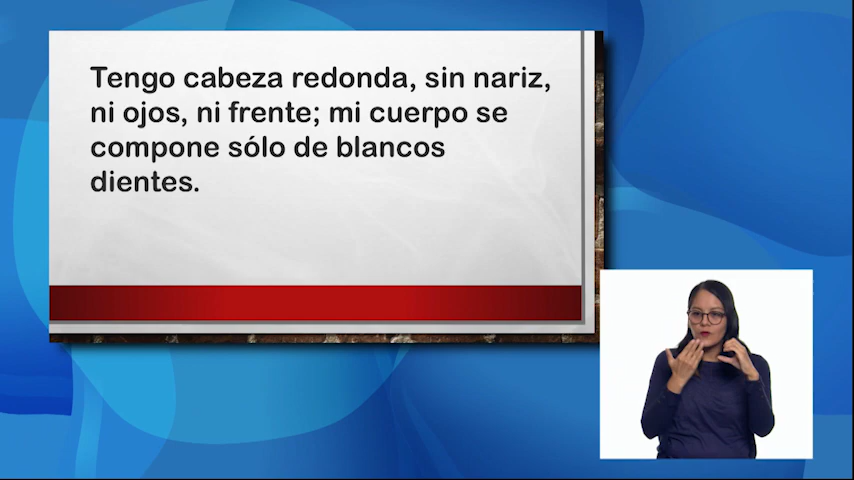 Tengo cabeza redonda, sin nariz,
ni ojos, ni frente; mi cuerpo se
compone sólo de blancos
dientes.